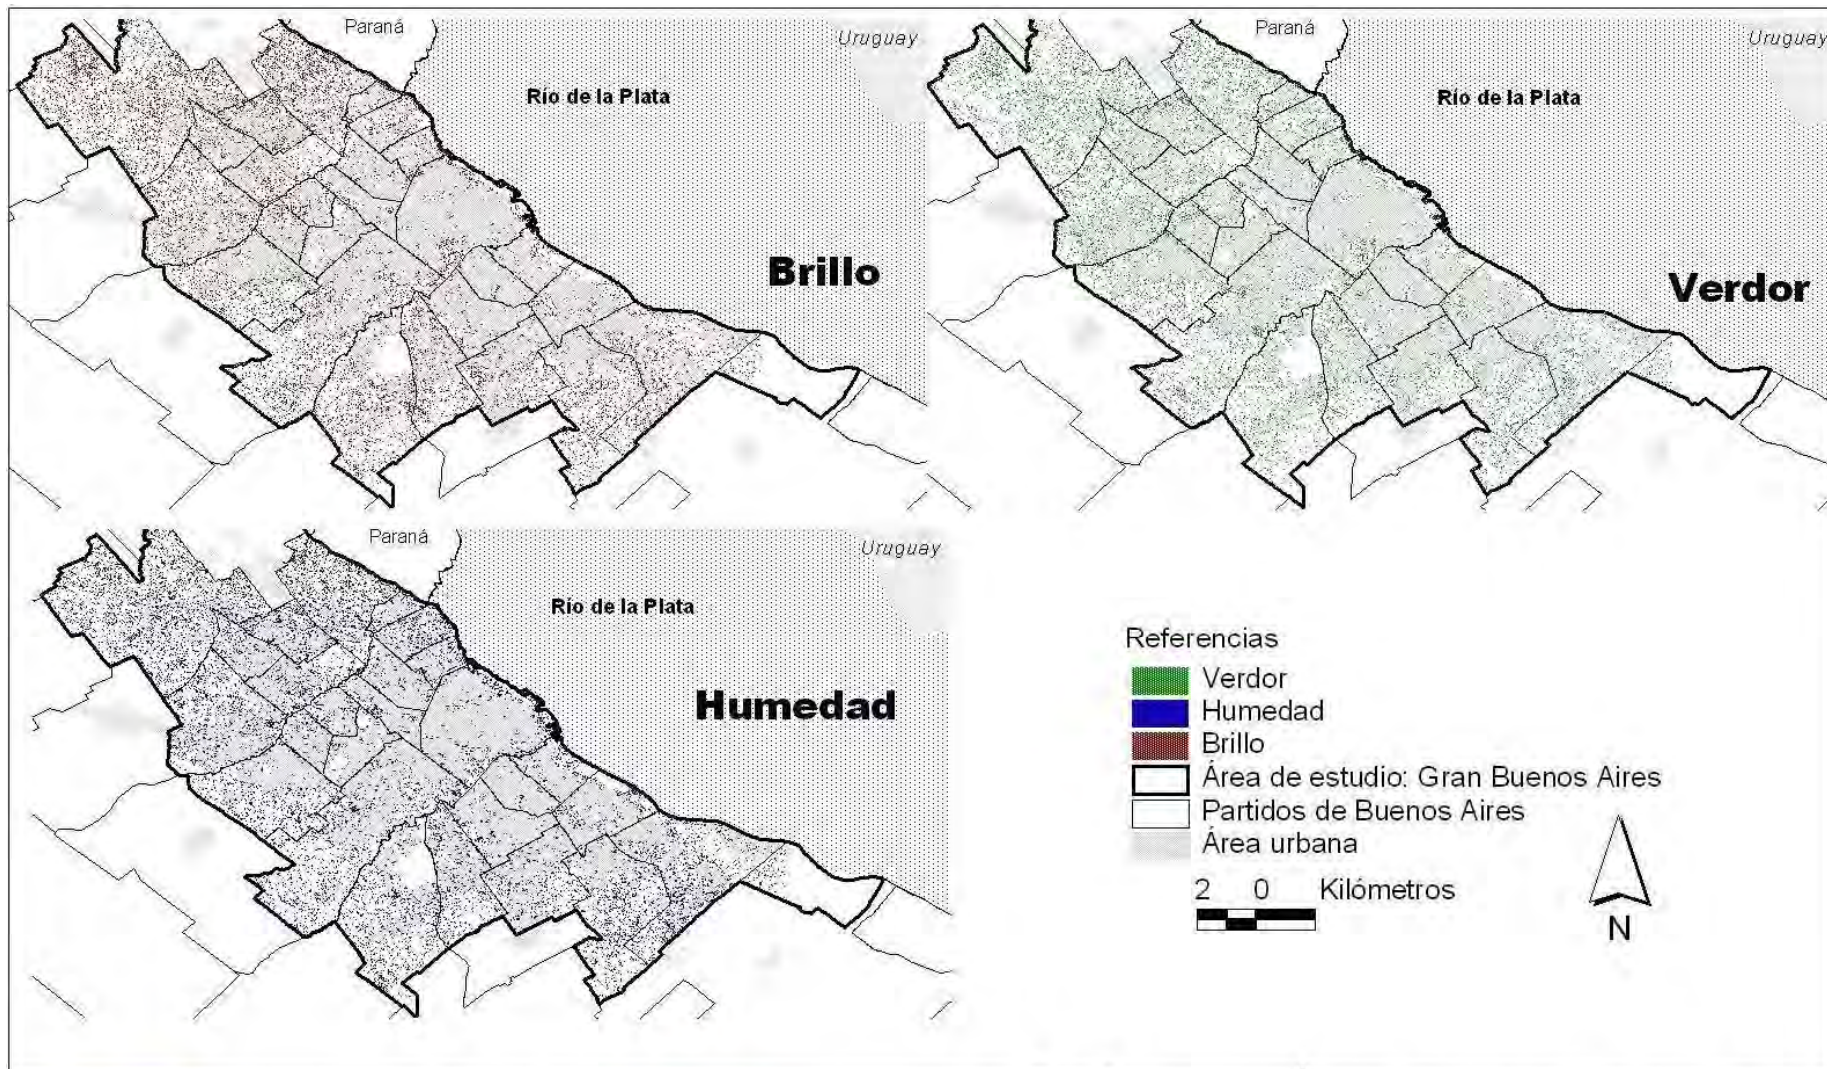 Paraná
Uruguay
Río de la Plata
Brillo
Paraná
Uruguay
Río de la Plata
Verdor
Paraná
Uruguay
Río de la Plata
Humedad
Referencias
Verdor
Humedad
Brillo
Área de estudio: Gran Buenos Aires
Partidos de Buenos Aires
Área urbana
2 0 Kilómetros
N